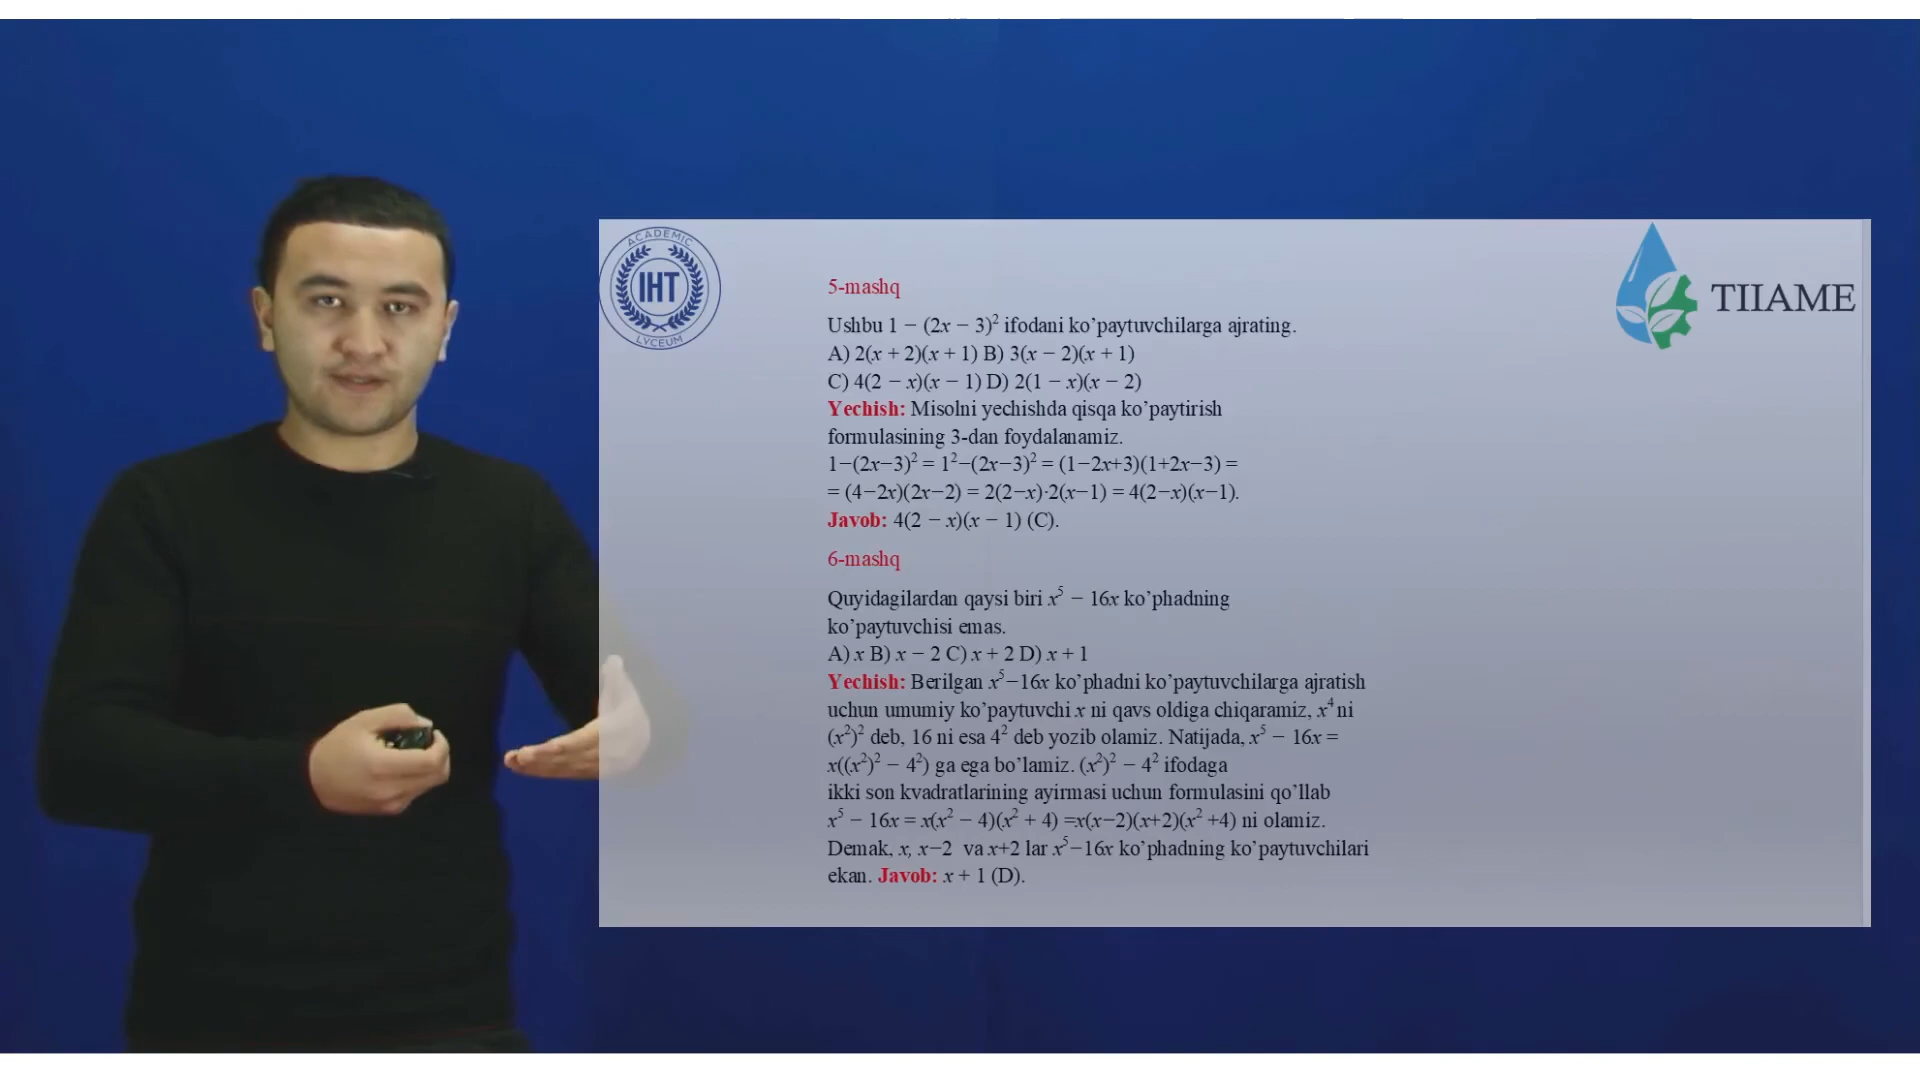 ACADEMIC
IHT
LYCEUM
TIIAME
5-mashq
Ushbu 1 − (2x − 3)² ifodani ko’paytuvchilarga ajrating.
A) 2(x + 2)(x + 1) B) 3(x − 2)(x + 1)
C) 4(2 − x)(x − 1) D) 2(1 − x)(x − 2)
Yechish: Misolni yechishda qisqa ko’paytirish
formulasining 3-dan foydalanamiz.
1−(2x−3)² = 1²−(2x−3)² = (1−2x+3)(1+2x−3) =
= (4−2x)(2x−2) = 2(2−x)·2(x−1) = 4(2−x)(x−1).
Javob: 4(2 − x)(x − 1) (C).
6-mashq
Quyidagilardan qaysi biri x⁵ − 16x ko’phadning
ko’paytuvchisi emas.
A) x B) x − 2 C) x + 2 D) x + 1
Yechish: Berilgan x⁵−16x ko’phadni ko’paytuvchilarga ajratish
uchun umumiy ko’paytuvchi x ni qavs oldiga chiqaramiz, x⁴ ni
(x²)² deb, 16 ni esa 4² deb yozib olamiz. Natijada, x⁵ − 16x =
x((x²)² − 4²) ga ega bo’lamiz. (x²)² − 4² ifodaga
ikki son kvadratlarining ayirmasi uchun formulasini qo’llab
x⁵ − 16x = x(x² − 4)(x² + 4) =x(x−2)(x+2)(x² +4) ni olamiz.
Demak, x, x−2 va x+2 lar x⁵−16x ko’phadning ko’paytuvchilari
ekan. Javob: x + 1 (D).